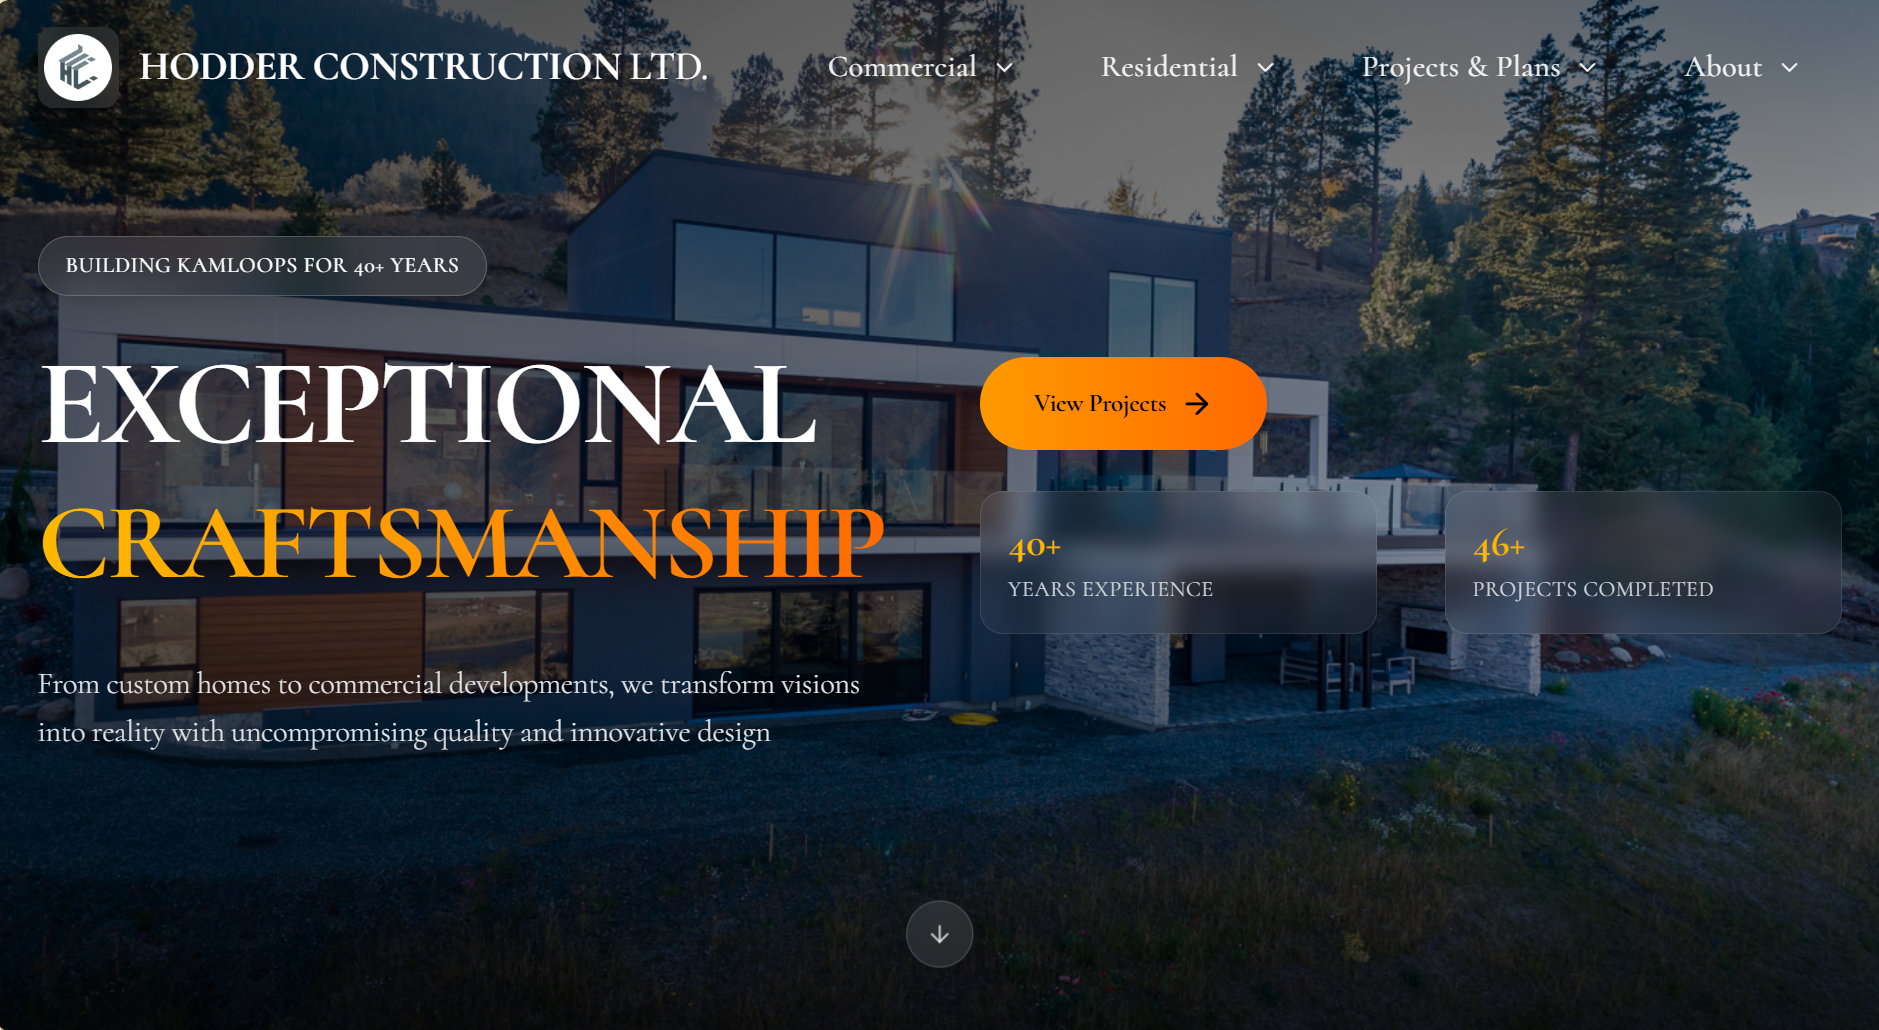 HCL
HODDER CONSTRUCTION LTD.
Commercial
Residential
Projects & Plans
About
BUILDING KAMLOOPS FOR 40+ YEARS
EXCEPTIONAL
CRAFTSMANSHIP
From custom homes to commercial developments, we transform visions
into reality with uncompromising quality and innovative design
View Projects
40+
YEARS EXPERIENCE
46+
PROJECTS COMPLETED